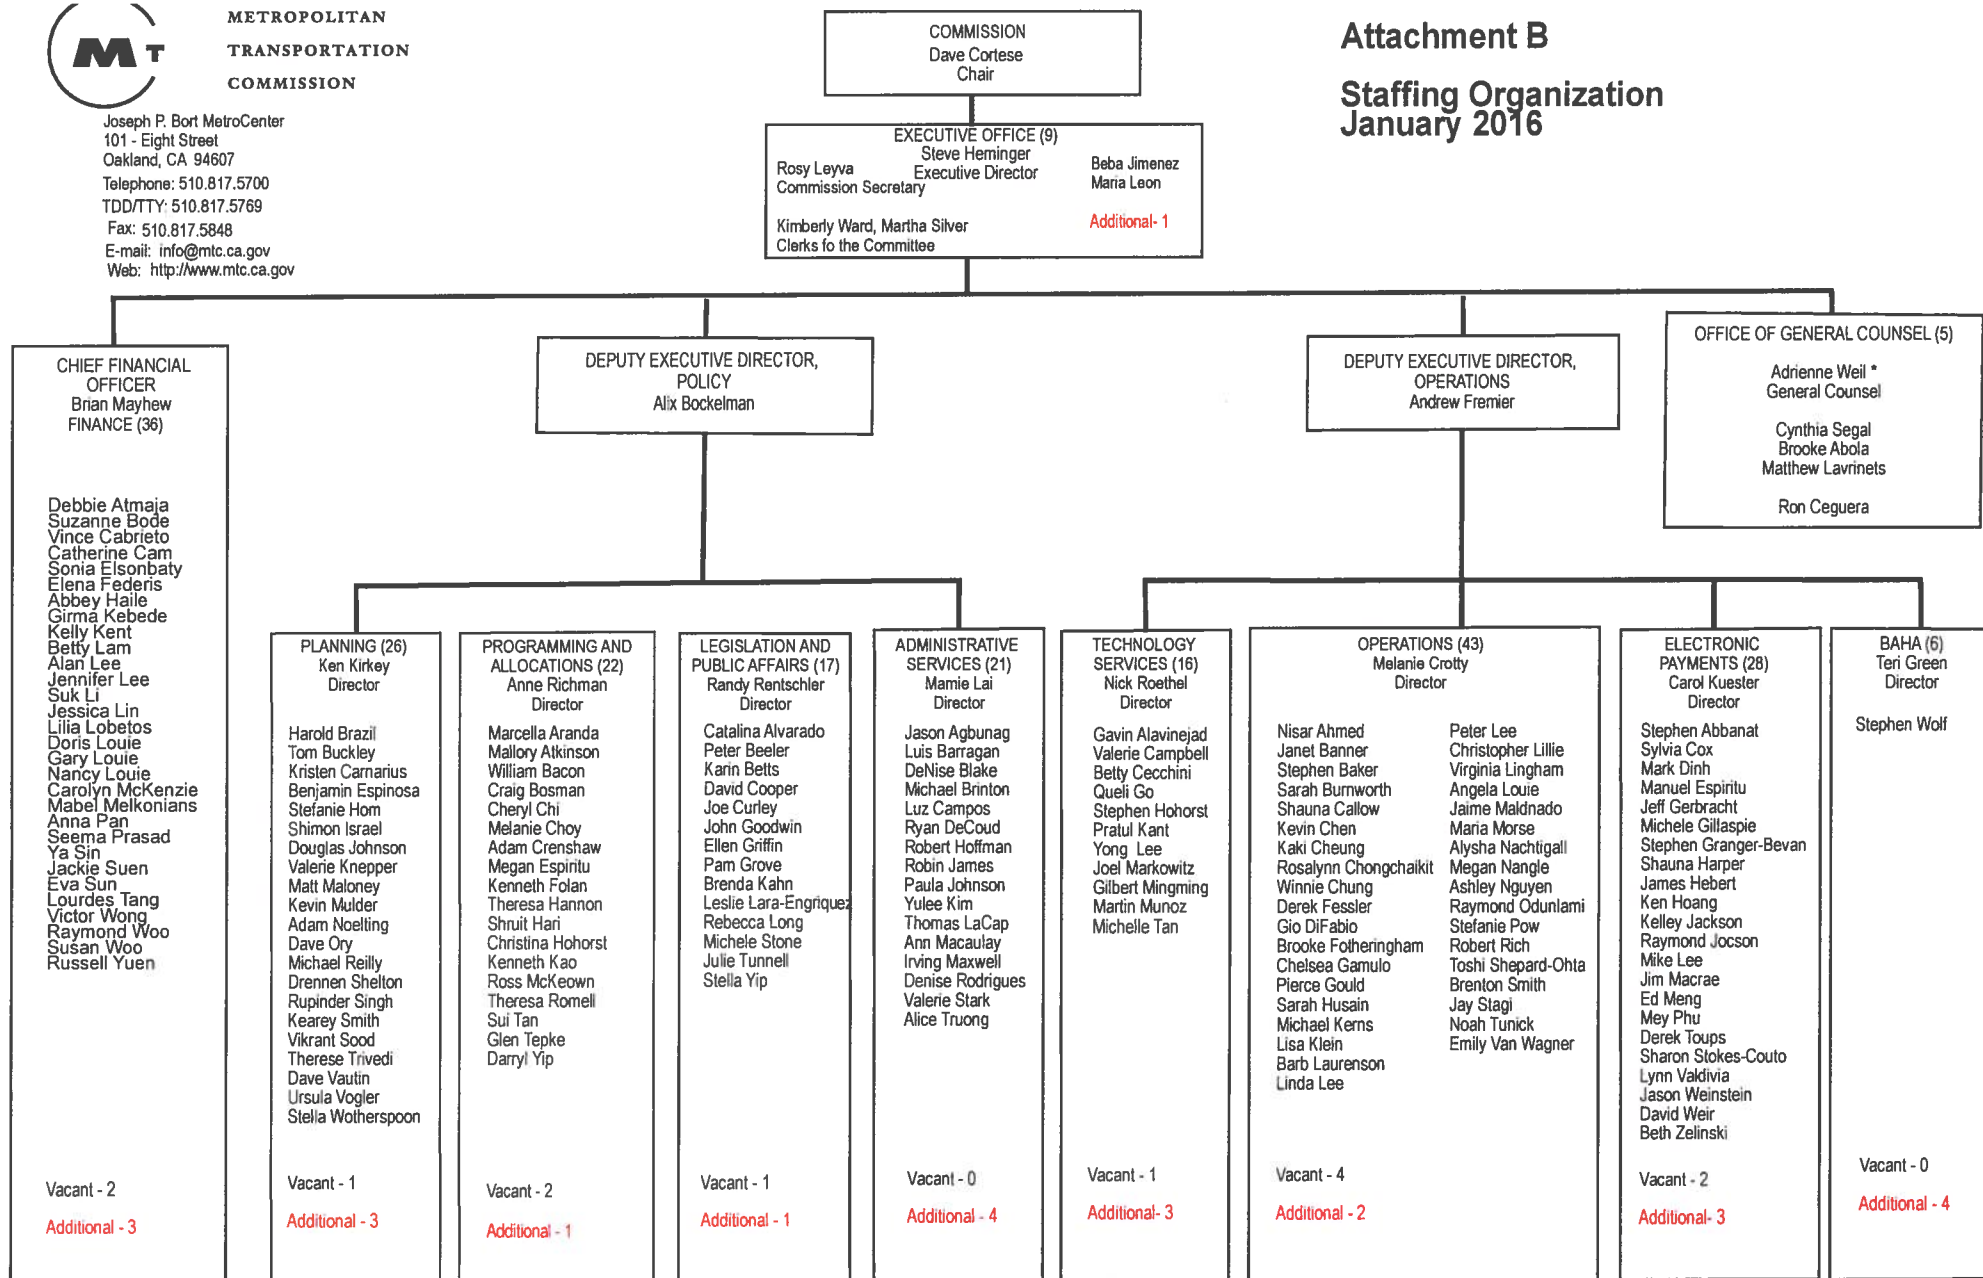 METROPOLITAN
TRANSPORTATION
COMMISSION
MT
Joseph P. Bort MetroCenter
101 - Eight Street
Oakland, CA 94607
Telephone: 510.817.5700
TDD/TTY: 510.817.5769
Fax: 510.817.5848
E-mail: info@mtc.ca.gov
Web: http://www.mtc.ca.gov
COMMISSION
Dave Cortese
Chair
Attachment B
Staffing Organization
January 2016
EXECUTIVE OFFICE (9)
Steve Heminger
Executive Director
Rosy Leyva
Commission Secretary
Kimberly Ward, Martha Silver
Clerks fo the Committee
Beba Jimenez
Maria Leon
Additional- 1
CHIEF FINANCIAL
OFFICER
Brian Mayhew
FINANCE (36)
Debbie Atmaja
Suzanne Bode
Vince Cabrieto
Catherine Cam
Sonia Elsonbaty
Elena Federis
Abbey Haile
Girma Kebede
Kelly Kent
Betty Lam
Alan Lee
Jennifer Lee
Suk Li
Jessica Lin
Lilia Lobetos
Doris Louie
Gary Louie
Nancy Louie
Carolyn McKenzie
Mabel Melkonians
Anna Pan
Seema Prasad
Ya Sin
Jackie Suen
Eva Sun
Lourdes Tang
Victor Wong
Raymond Woo
Susan Woo
Russell Yuen
Vacant - 2
Additional - 3
DEPUTY EXECUTIVE DIRECTOR,
POLICY
Alix Bockelman
DEPUTY EXECUTIVE DIRECTOR,
OPERATIONS
Andrew Fremier
OFFICE OF GENERAL COUNSEL (5)
Adrienne Weil *
General Counsel
Cynthia Segal
Brooke Abola
Matthew Lavrinets
Ron Ceguera
PLANNING (26)
Ken Kirkey
Director
Harold Brazil
Tom Buckley
Kristen Carnarius
Benjamin Espinosa
Stefanie Hom
Shimon Israel
Douglas Johnson
Valerie Knepper
Matt Maloney
Kevin Mulder
Adam Noelting
Dave Ory
Michael Reilly
Drennen Shelton
Rupinder Singh
Kearey Smith
Vikrant Sood
Therese Trivedi
Dave Vautin
Ursula Vogler
Stella Wotherspoon
Vacant - 1
Additional - 3
PROGRAMMING AND
ALLOCATIONS (22)
Anne Richman
Director
Marcella Aranda
Mallory Atkinson
William Bacon
Craig Bosman
Cheryl Chi
Melanie Choy
Adam Crenshaw
Megan Espiritu
Kenneth Folan
Theresa Hannon
Shruit Hari
Christina Hohorst
Kenneth Kao
Ross McKeown
Theresa Romell
Sui Tan
Glen Tepke
Darryl Yip
Vacant - 2
Additional - 1
LEGISLATION AND
PUBLIC AFFAIRS (17)
Randy Rentschler
Director
Catalina Alvarado
Peter Beeler
Karin Betts
David Cooper
Joe Curley
John Goodwin
Ellen Griffin
Pam Grove
Brenda Kahn
Leslie Lara-Engriquez
Rebecca Long
Michele Stone
Julie Tunnell
Stella Yip
Vacant - 1
Additional - 1
ADMINISTRATIVE
SERVICES (21)
Mamie Lai
Director
Jason Agbunag
Luis Barragan
DeNise Blake
Michael Brinton
Luz Campos
Ryan DeCoud
Robert Hoffman
Robin James
Paula Johnson
Yulee Kim
Thomas LaCap
Ann Macaulay
Irving Maxwell
Denise Rodrigues
Valerie Stark
Alice Truong
Vacant - 0
Additional - 4
TECHNOLOGY
SERVICES (16)
Nick Roethel
Director
Gavin Alavinejad
Valerie Campbell
Betty Cecchini
Queli Go
Stephen Hohorst
Pratul Kant
Yong Lee
Joel Markowitz
Gilbert Mingming
Martin Munoz
Michelle Tan
Vacant - 1
Additional- 3
OPERATIONS (43)
Melanie Crotty
Director
Nisar Ahmed
Janet Banner
Stephen Baker
Sarah Burnworth
Shauna Callow
Kevin Chen
Kaki Cheung
Rosalynn Chongchaikit
Winnie Chung
Derek Fessler
Gio DiFabio
Brooke Fotheringham
Chelsea Gamulo
Pierce Gould
Sarah Husain
Michael Kerns
Lisa Klein
Barb Laurenson
Linda Lee
Peter Lee
Christopher Lillie
Virginia Lingham
Angela Louie
Jaime Maldnado
Maria Morse
Alysha Nachtigall
Megan Nangle
Ashley Nguyen
Raymond Odunlami
Stefanie Pow
Robert Rich
Toshi Shepard-Ohta
Brenton Smith
Jay Stagi
Noah Tunick
Emily Van Wagner
Vacant - 4
Additional - 2
ELECTRONIC
PAYMENTS (28)
Carol Kuester
Director
Stephen Abbanat
Sylvia Cox
Mark Dinh
Manuel Espiritu
Jeff Gerbracht
Michele Gillaspie
Stephen Granger-Bevan
Shauna Harper
James Hebert
Ken Hoang
Kelley Jackson
Raymond Jocson
Mike Lee
Jim Macrae
Ed Meng
Mey Phu
Derek Toups
Sharon Stokes-Couto
Lynn Valdivia
Jason Weinstein
David Weir
Beth Zelinski
Vacant - 2
Additional- 3
BAHA (6)
Teri Green
Director
Stephen Wolf
Vacant - 0
Additional - 4